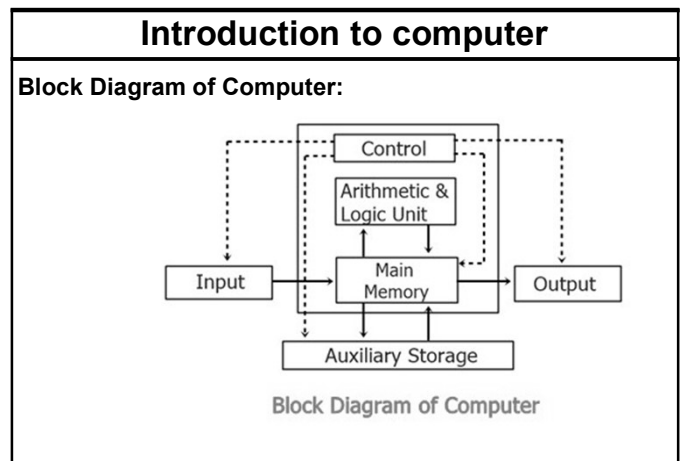 Introduction to computer
Block Diagram of Computer:
Control
Arithmetic &
Logic Unit
Input
Main
Memory
Output
Auxiliary Storage
Block Diagram of Computer